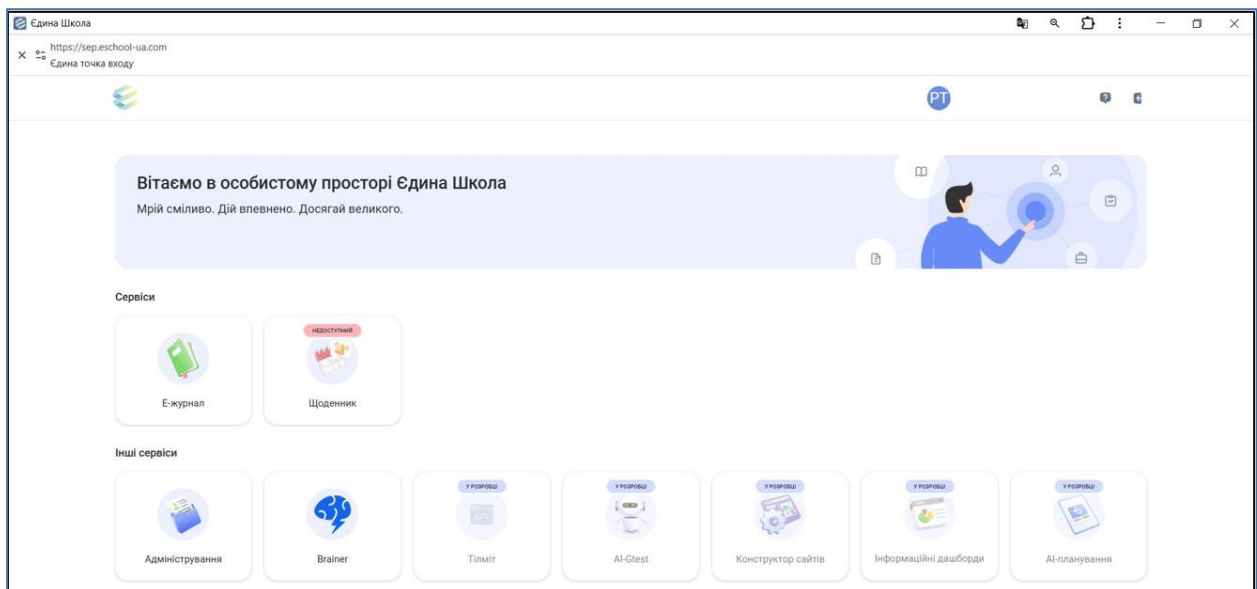 Єдина Школа
https://sep.eschool-ua.com
Єдина точка входу
РТ
Вітаємо в особистому просторі Єдина Школа
Мрій сміливо. Дій впевнено. Досягай великого.
Сервіси
НЕДОСТУПНИЙ
Е-журнал
Щоденник
Інші сервіси
У РОЗРОБЦІ
У РОЗРОБЦІ
У РОЗРОБЦІ
У РОЗРОБЦІ
У РОЗРОБЦІ
Адміністрування
Brainer
Тілміт
AI-Gtest
Конструктор сайтів
Інформаційні дашборди
AI-планування